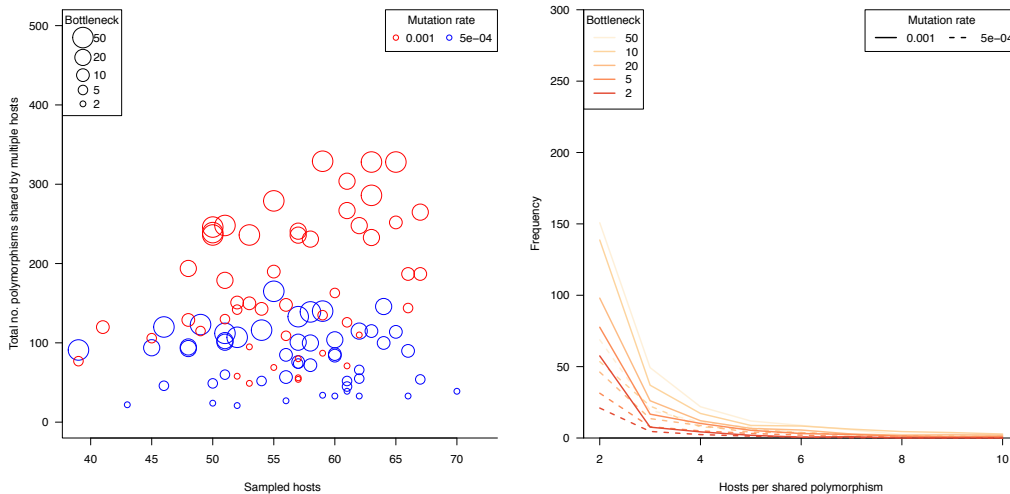 Bottleneck
50
20
10
5
2
Mutation rate
0.001 5e−04
500
400
300
200
100
0
40 45 50 55 60 65 70
Sampled hosts
Total no. polymorphisms shared by multiple hosts
Bottleneck
50
10
20
5
2
Mutation rate
0.001 5e−04
300
250
200
150
100
50
0
2 4 6 8 10
Hosts per shared polymorphism
Frequency